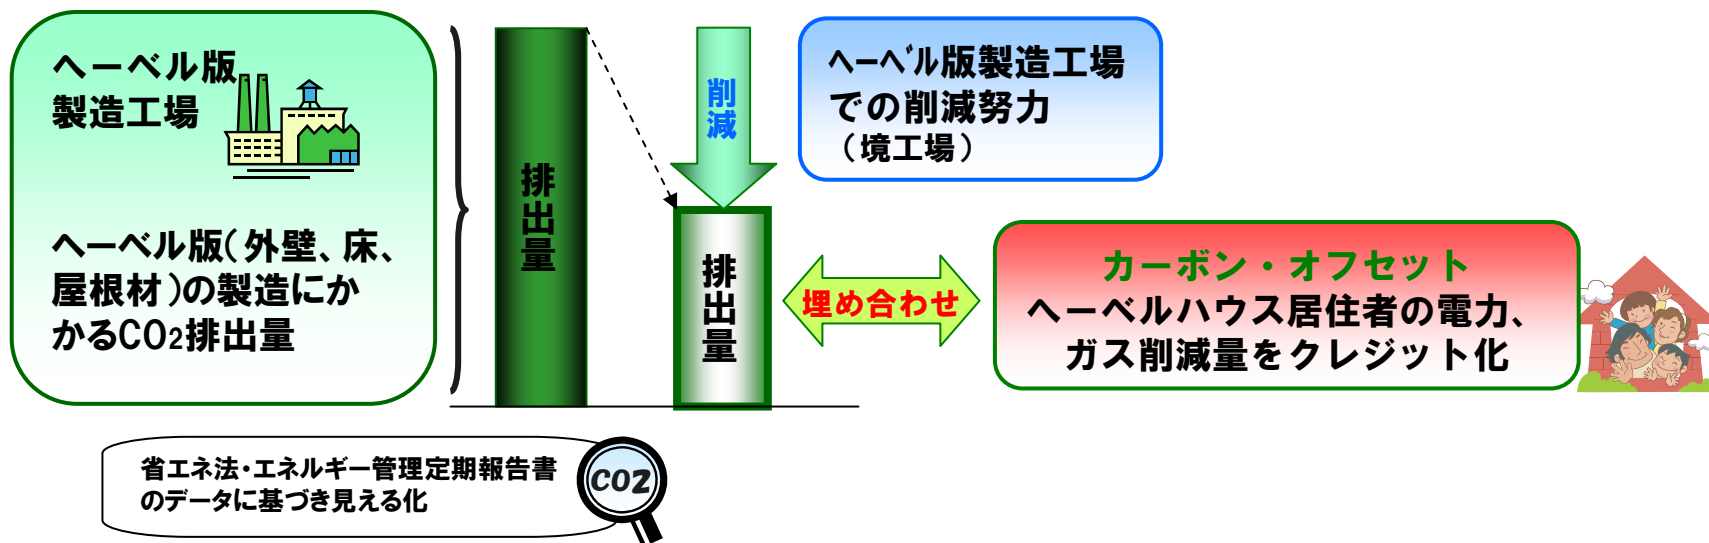 ヘーベル版
製造工場
ヘーベル版(外壁、床、
屋根材)の製造にか
かるCO2排出量
排出量
削減
排出量
ヘーベル版製造工場
での削減努力
(境工場)
埋め合わせ
カーボン・オフセット
ヘーベルハウス居住者の電力、
ガス削減量をクレジット化
省エネ法・エネルギー管理定期報告書
のデータに基づき見える化
CO2